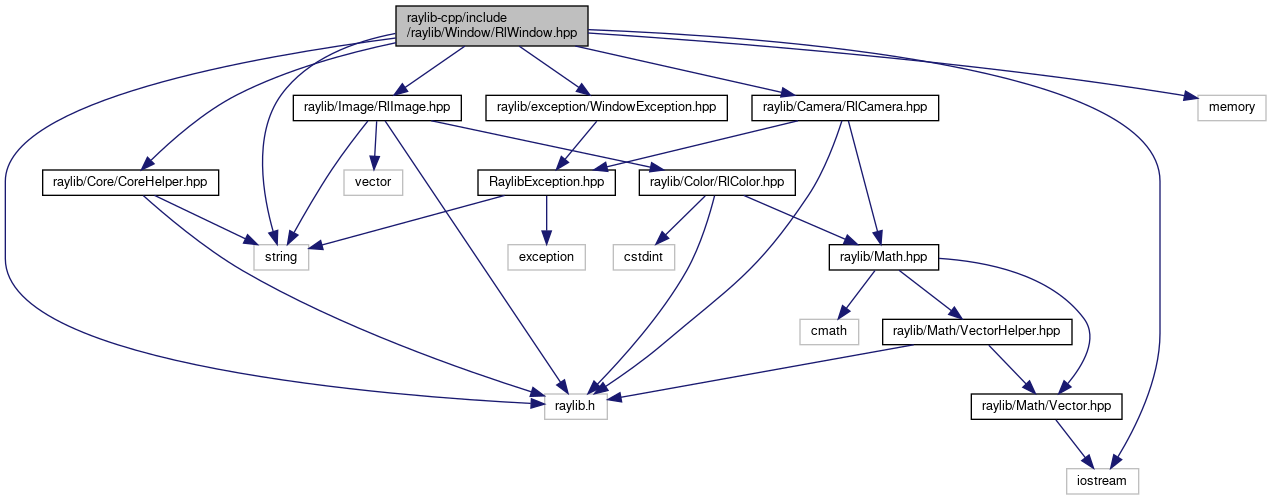 raylib-cpp/include
/raylib/Window/RlWindow.hpp
raylib/Image/RlImage.hpp
raylib/exception/WindowException.hpp
raylib/Camera/RlCamera.hpp
memory
raylib/Core/CoreHelper.hpp
vector
RaylibException.hpp
raylib/Color/RlColor.hpp
string
exception
cstdint
raylib/Math.hpp
cmath
raylib/Math/VectorHelper.hpp
raylib.h
raylib/Math/Vector.hpp
iostream